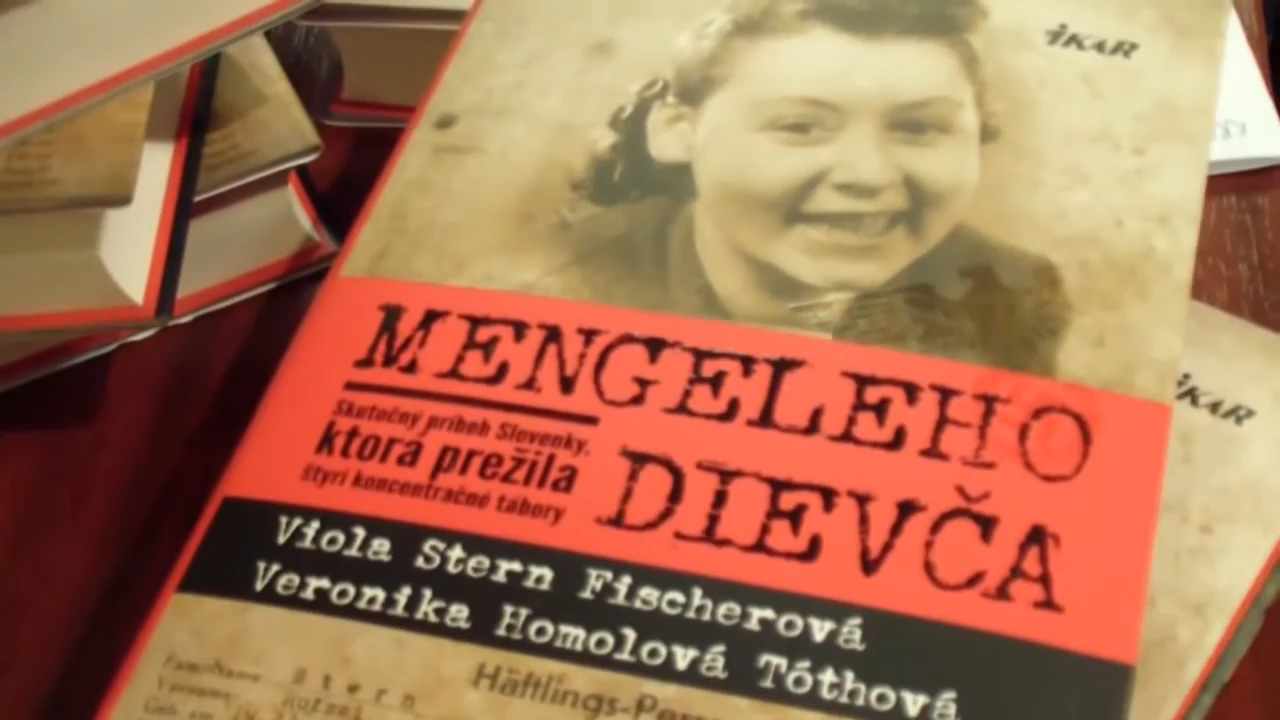 iKAR
MENGELEHO
DIEVČA
Skutočný príbeh Slovenky,
ktorá prežila
štyri koncentračné tábory
Viola Stern Fischerová
Veronika Homolová Tóthová
Stern
Häftlings-
iKAR